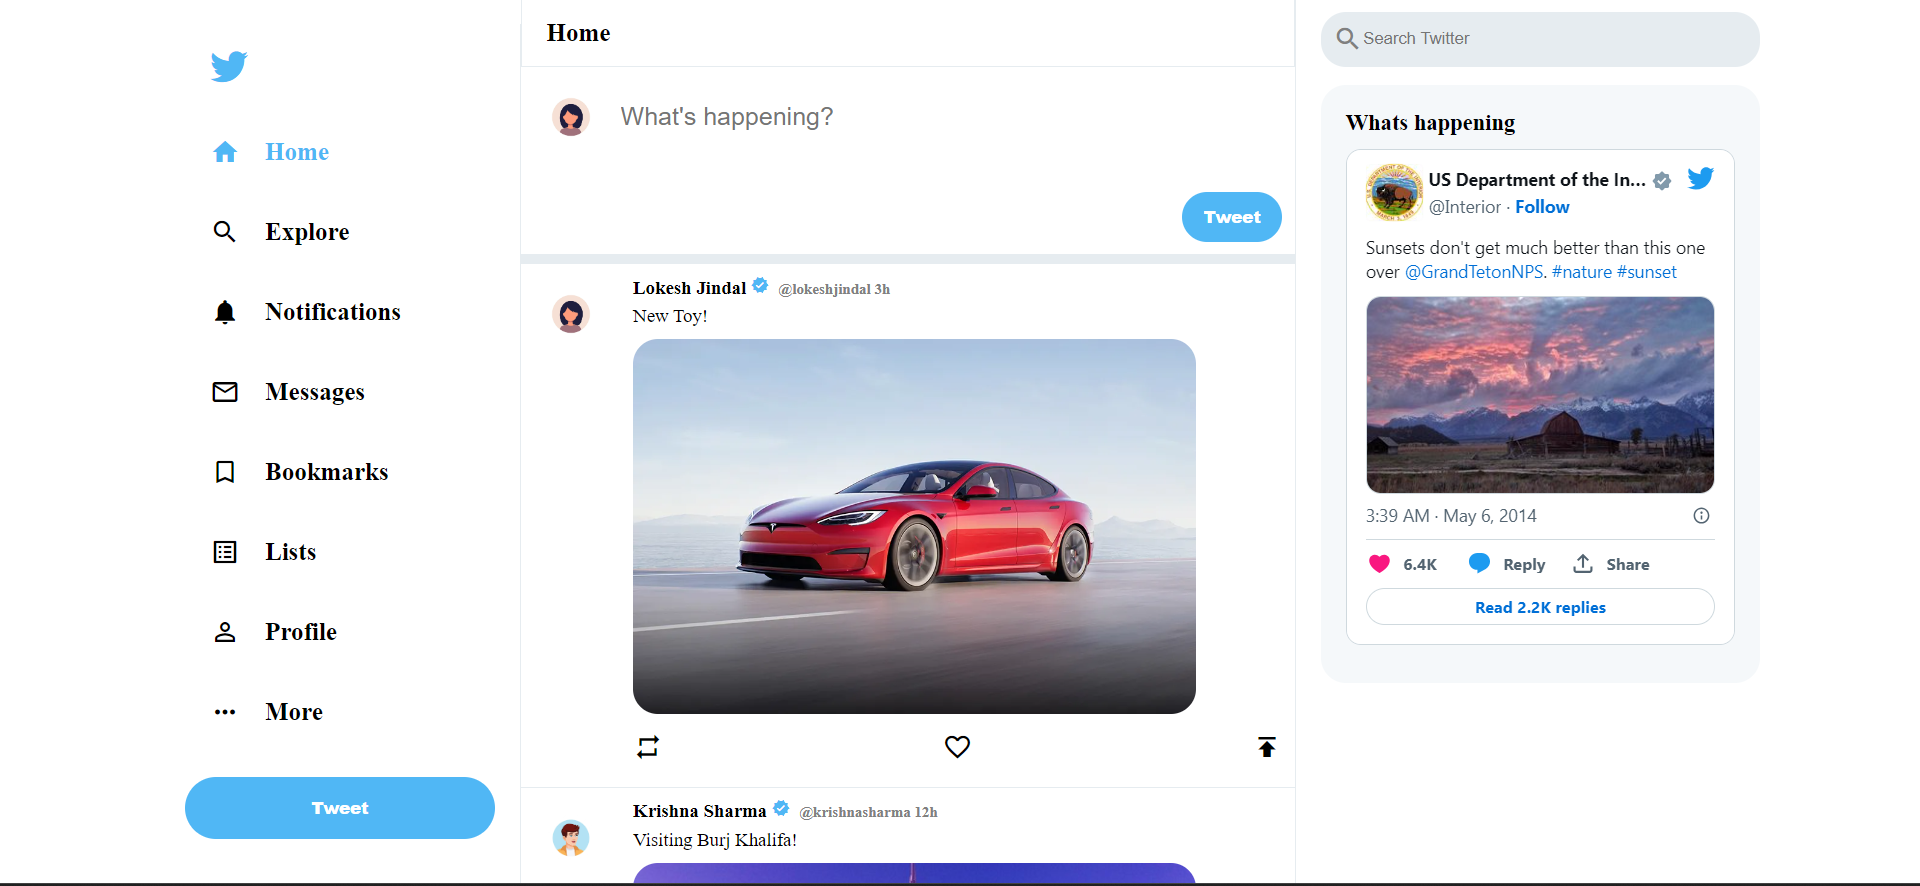 Home
Explore
Notifications
Messages
Bookmarks
Lists
Profile
More
Tweet
Home
What's happening?
Tweet
Lokesh Jindal @lokeshjindal 3h
New Toy!
Krishna Sharma @krishnasharma 12h
Visiting Burj Khalifa!
Search Twitter
Whats happening
US Department of the In...
@Interior · Follow
Sunsets don't get much better than this one
over @GrandTetonNPS. #nature #sunset
3:39 AM · May 6, 2014
6.4K Reply Share
Read 2.2K replies